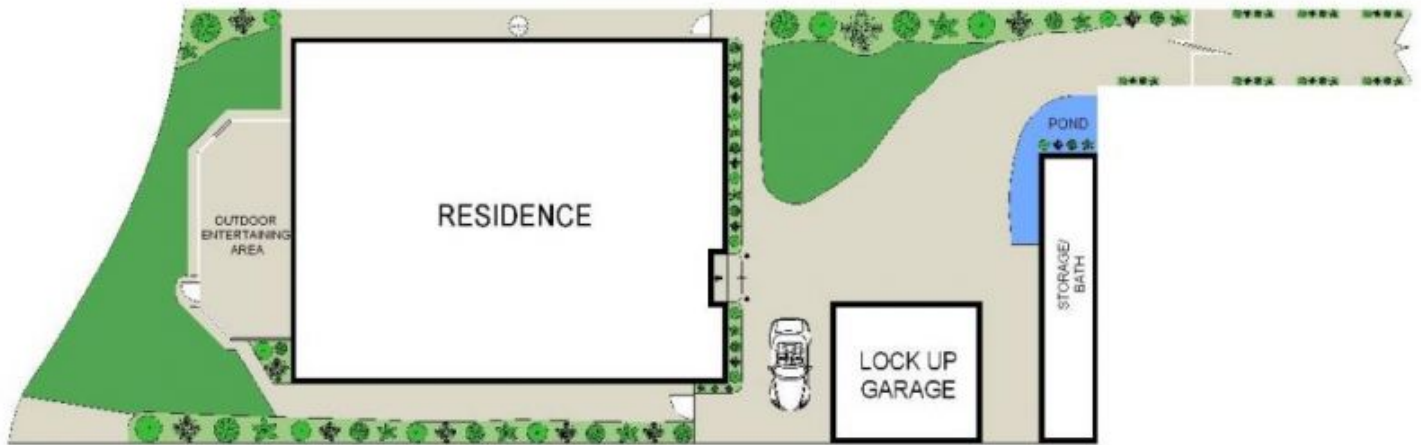 POND
RESIDENCE
OUTDOOR
ENTERTAINING
AREA
STORAGE/
BATH
LOCK UP
GARAGE